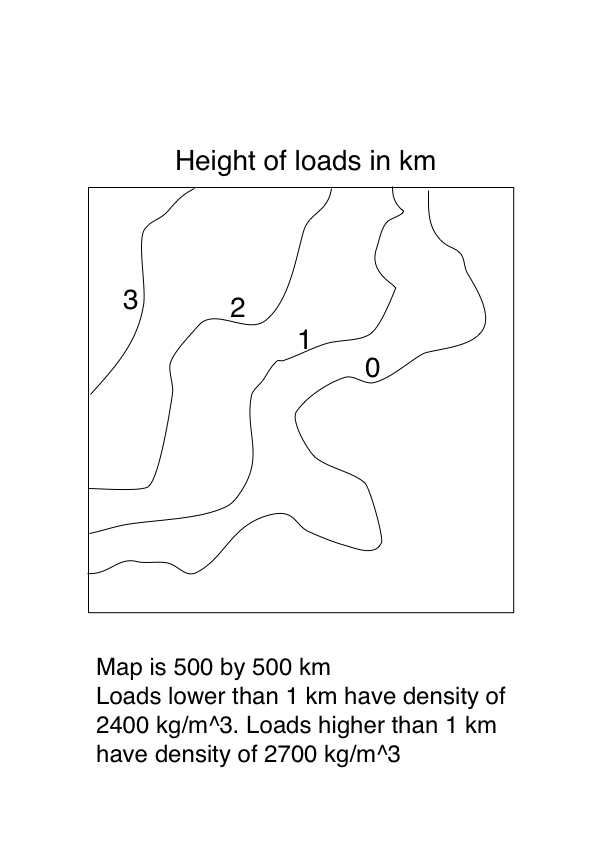 Height of loads in km
3
2
1
0
Map is 500 by 500 km
Loads lower than 1 km have density of
2400 kg/m^3. Loads higher than 1 km
have density of 2700 kg/m^3